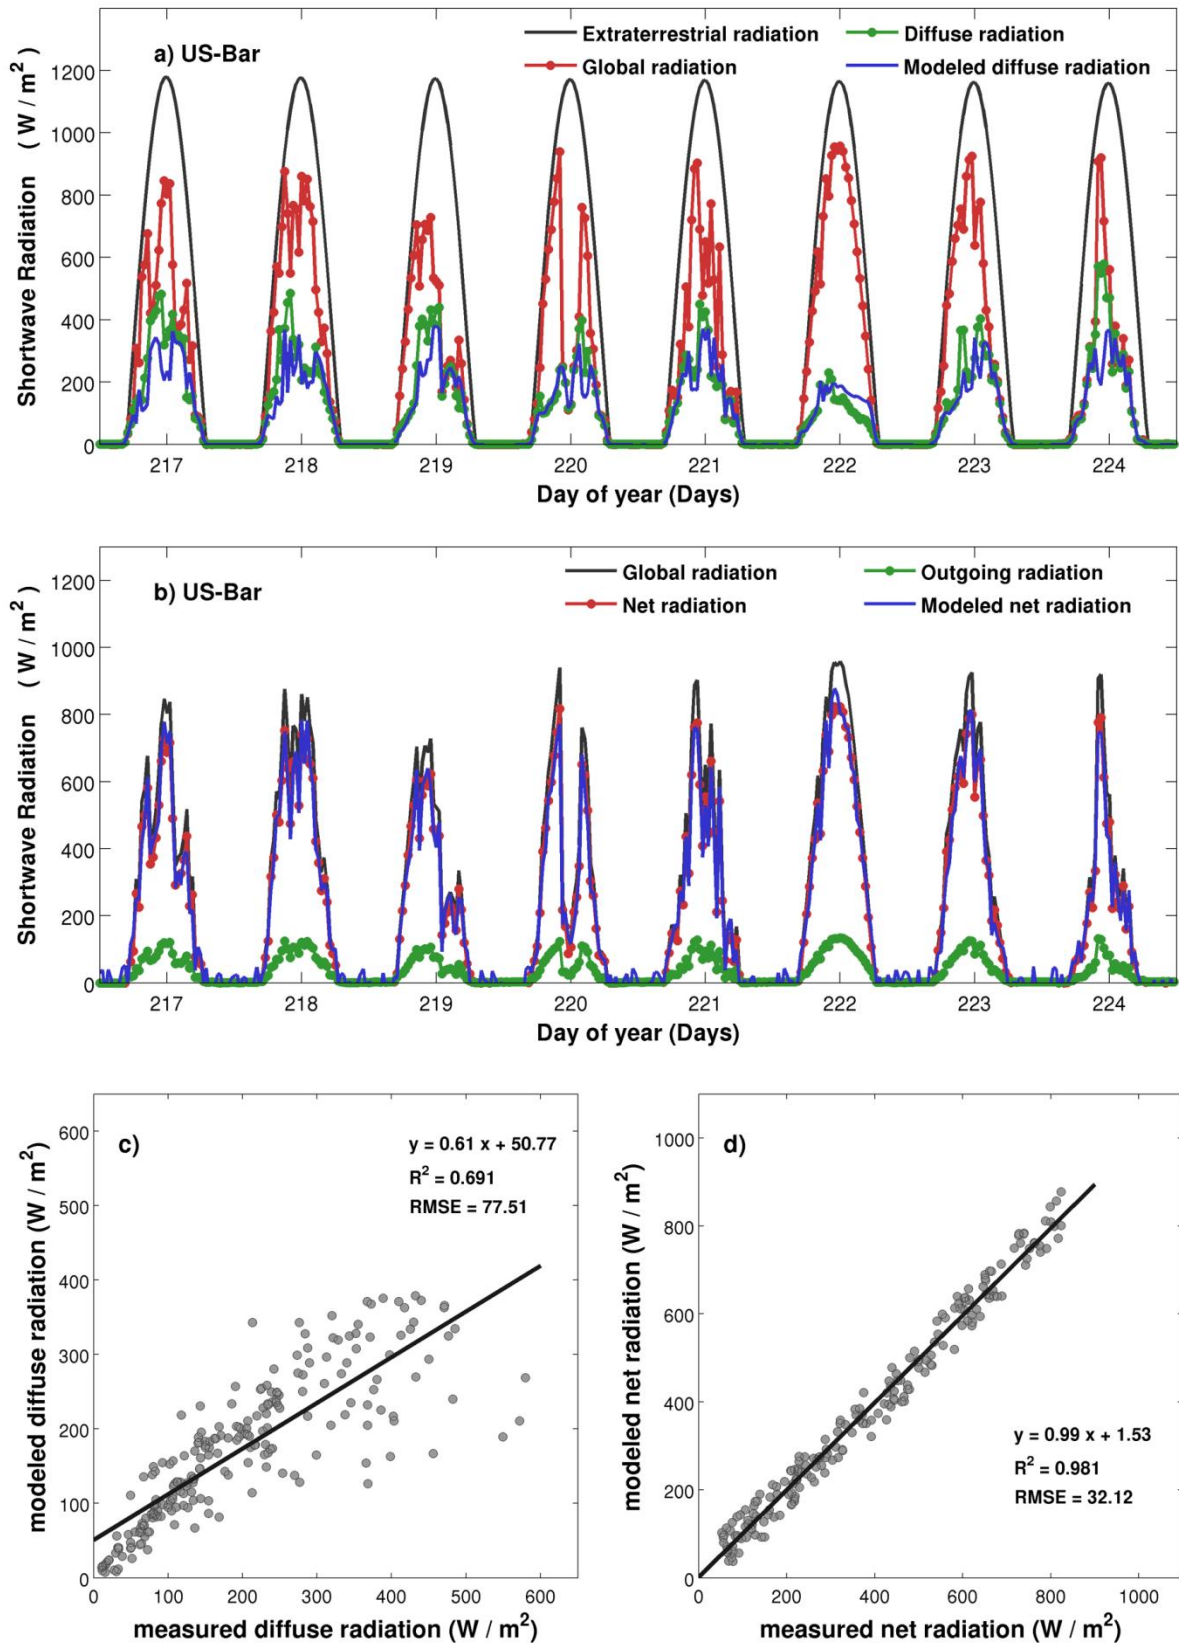 a) US-Bar
Extraterrestrial radiation
Diffuse radiation
Global radiation
Modeled diffuse radiation
Shortwave Radiation ( W / m² )
1200
1000
800
600
400
200
0
217 218 219 220 221 222 223 224
Day of year (Days)
b) US-Bar
Global radiation
Outgoing radiation
Net radiation
Modeled net radiation
Shortwave Radiation ( W / m² )
1200
1000
800
600
400
200
0
217 218 219 220 221 222 223 224
Day of year (Days)
c)
y = 0.61 x + 50.77
R² = 0.691
RMSE = 77.51
modeled diffuse radiation (W / m²)
600
500
400
300
200
100
0
0 100 200 300 400 500 600
measured diffuse radiation (W / m²)
d)
y = 0.99 x + 1.53
R² = 0.981
RMSE = 32.12
modeled net radiation (W / m²)
1000
800
600
400
200
0
0 200 400 600 800 1000
measured net radiation (W / m²)